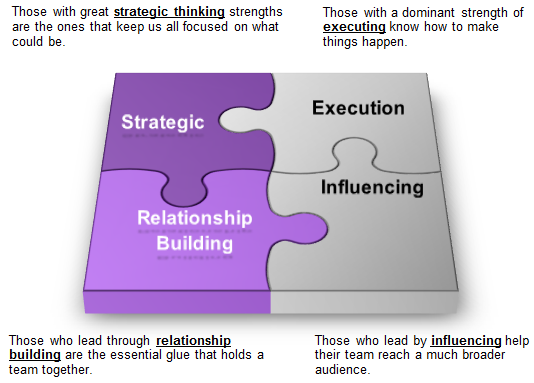 Those with great strategic thinking strengths
are the ones that keep us all focused on what
could be.
Those with a dominant strength of
executing know how to make
things happen.
Strategic
Execution
Relationship
Building
Influencing
Those who lead through relationship
building are the essential glue that holds a
team together.
Those who lead by influencing help
their team reach a much broader
audience.